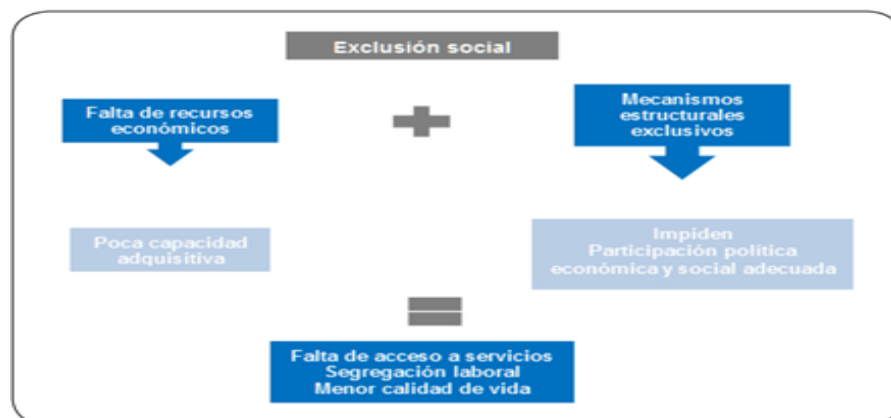 Exclusión social
Falta de recursos
económicos
Mecanismos
estructurales
exclusivos
Poca capacidad
adquisitiva
Impiden
Participación política
económica y social adecuada
Falta de acceso a servicios
Segregación laboral
Menor calidad de vida